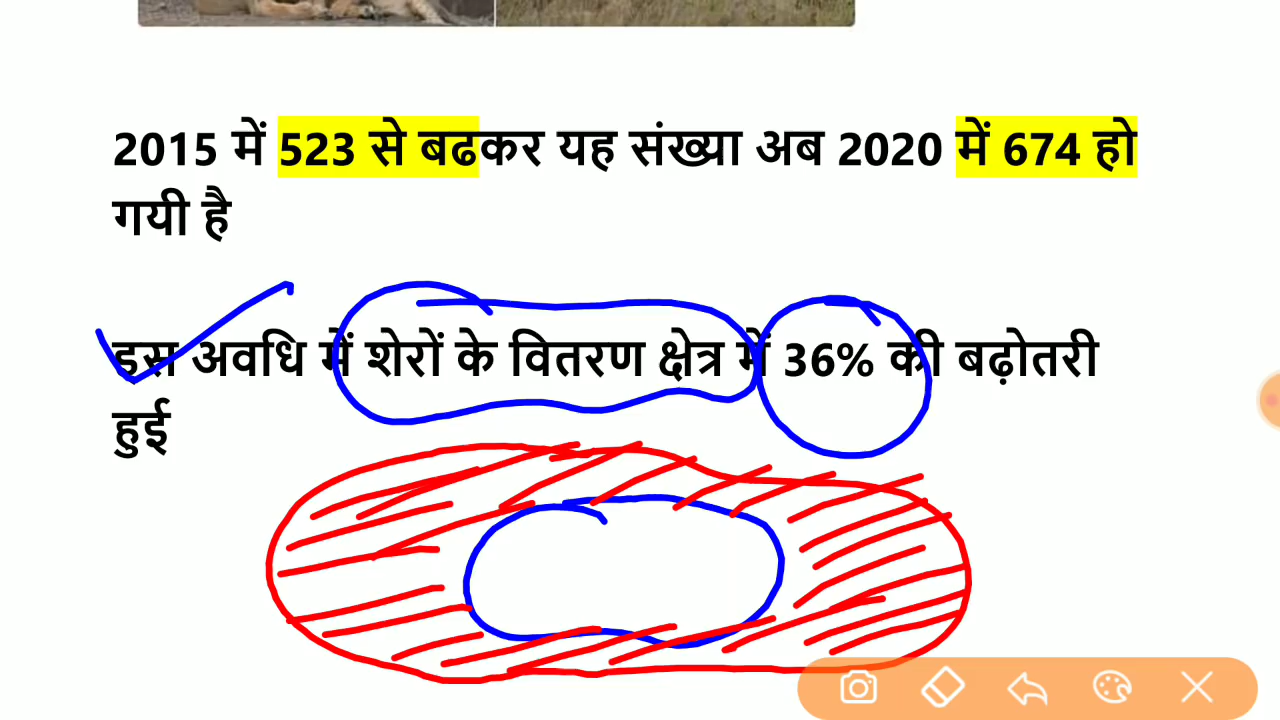 2015 में 523 से बढकर यह संख्या अब 2020 में 674 हो
गयी है
इस अवधि में शेरों के वितरण क्षेत्र में 36% की बढ़ोतरी
हुई